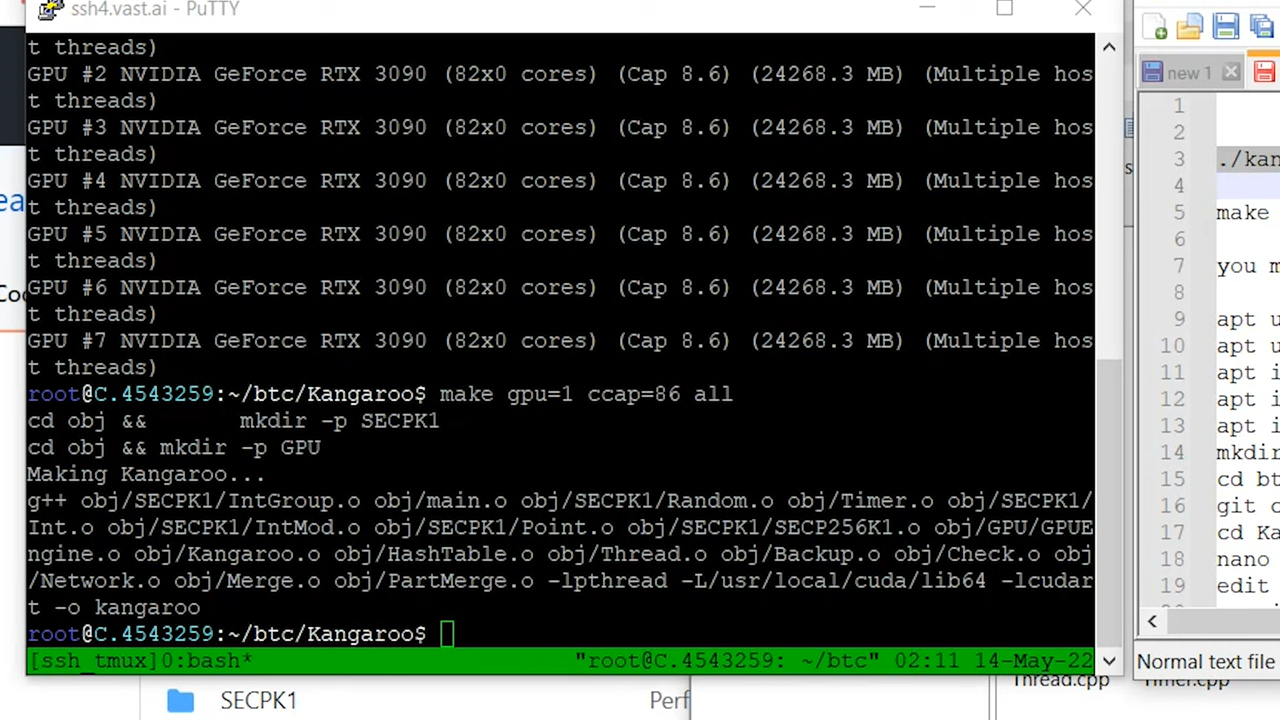 ssh4.vast.ai - PuTTY
t threads)
GPU #2 NVIDIA GeForce RTX 3090 (82x0 cores) (Cap 8.6) (24268.3 MB) (Multiple hos
t threads)
GPU #3 NVIDIA GeForce RTX 3090 (82x0 cores) (Cap 8.6) (24268.3 MB) (Multiple hos
t threads)
GPU #4 NVIDIA GeForce RTX 3090 (82x0 cores) (Cap 8.6) (24268.3 MB) (Multiple hos
t threads)
GPU #5 NVIDIA GeForce RTX 3090 (82x0 cores) (Cap 8.6) (24268.3 MB) (Multiple hos
t threads)
GPU #6 NVIDIA GeForce RTX 3090 (82x0 cores) (Cap 8.6) (24268.3 MB) (Multiple hos
t threads)
GPU #7 NVIDIA GeForce RTX 3090 (82x0 cores) (Cap 8.6) (24268.3 MB) (Multiple hos
t threads)
root@C.4543259:~/btc/Kangaroo$ make gpu=1 ccap=86 all
cd obj && mkdir -p SECPK1
cd obj && mkdir -p GPU
Making Kangaroo...
g++ obj/SECPK1/IntGroup.o obj/main.o obj/SECPK1/Random.o obj/Timer.o obj/SECPK1/
Int.o obj/SECPK1/IntMod.o obj/SECPK1/Point.o obj/SECPK1/SECP256K1.o obj/GPU/GPUE
ngine.o obj/Kangaroo.o obj/HashTable.o obj/Thread.o obj/Backup.o obj/Check.o obj
/Network.o obj/Merge.o obj/PartMerge.o -lpthread -L/usr/local/cuda/lib64 -lcudar
t -o kangaroo
root@C.4543259:~/btc/Kangaroo$
[ssh_tmux]0:bash* "root@C.4543259: ~/btc" 02:11 14-May-22
ea
Coo
SECPK1 Perf
new 1
1
2
3 ./kan
4
5 make
6
7 you m
8
9 apt u
10 apt u
11 apt i
12 apt i
13 apt i
14 mkdir
15 cd bt
16 git c
17 cd Ka
18 nano
19 edit
Normal text file
Thread.cpp Timer.cpp